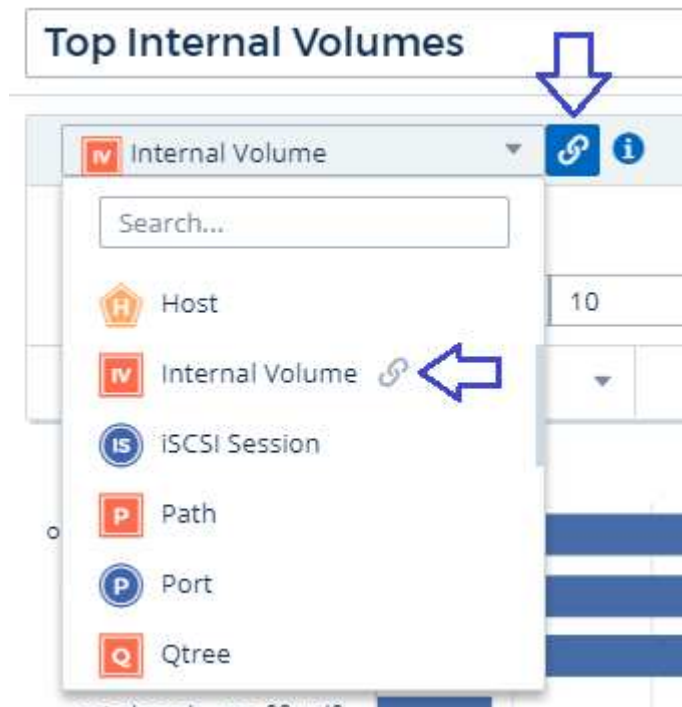 Top Internal Volumes
IV Internal Volume i
Search...
H Host
10
IV Internal Volume
IS iSCSI Session
P Path
P Port
Q Qtree